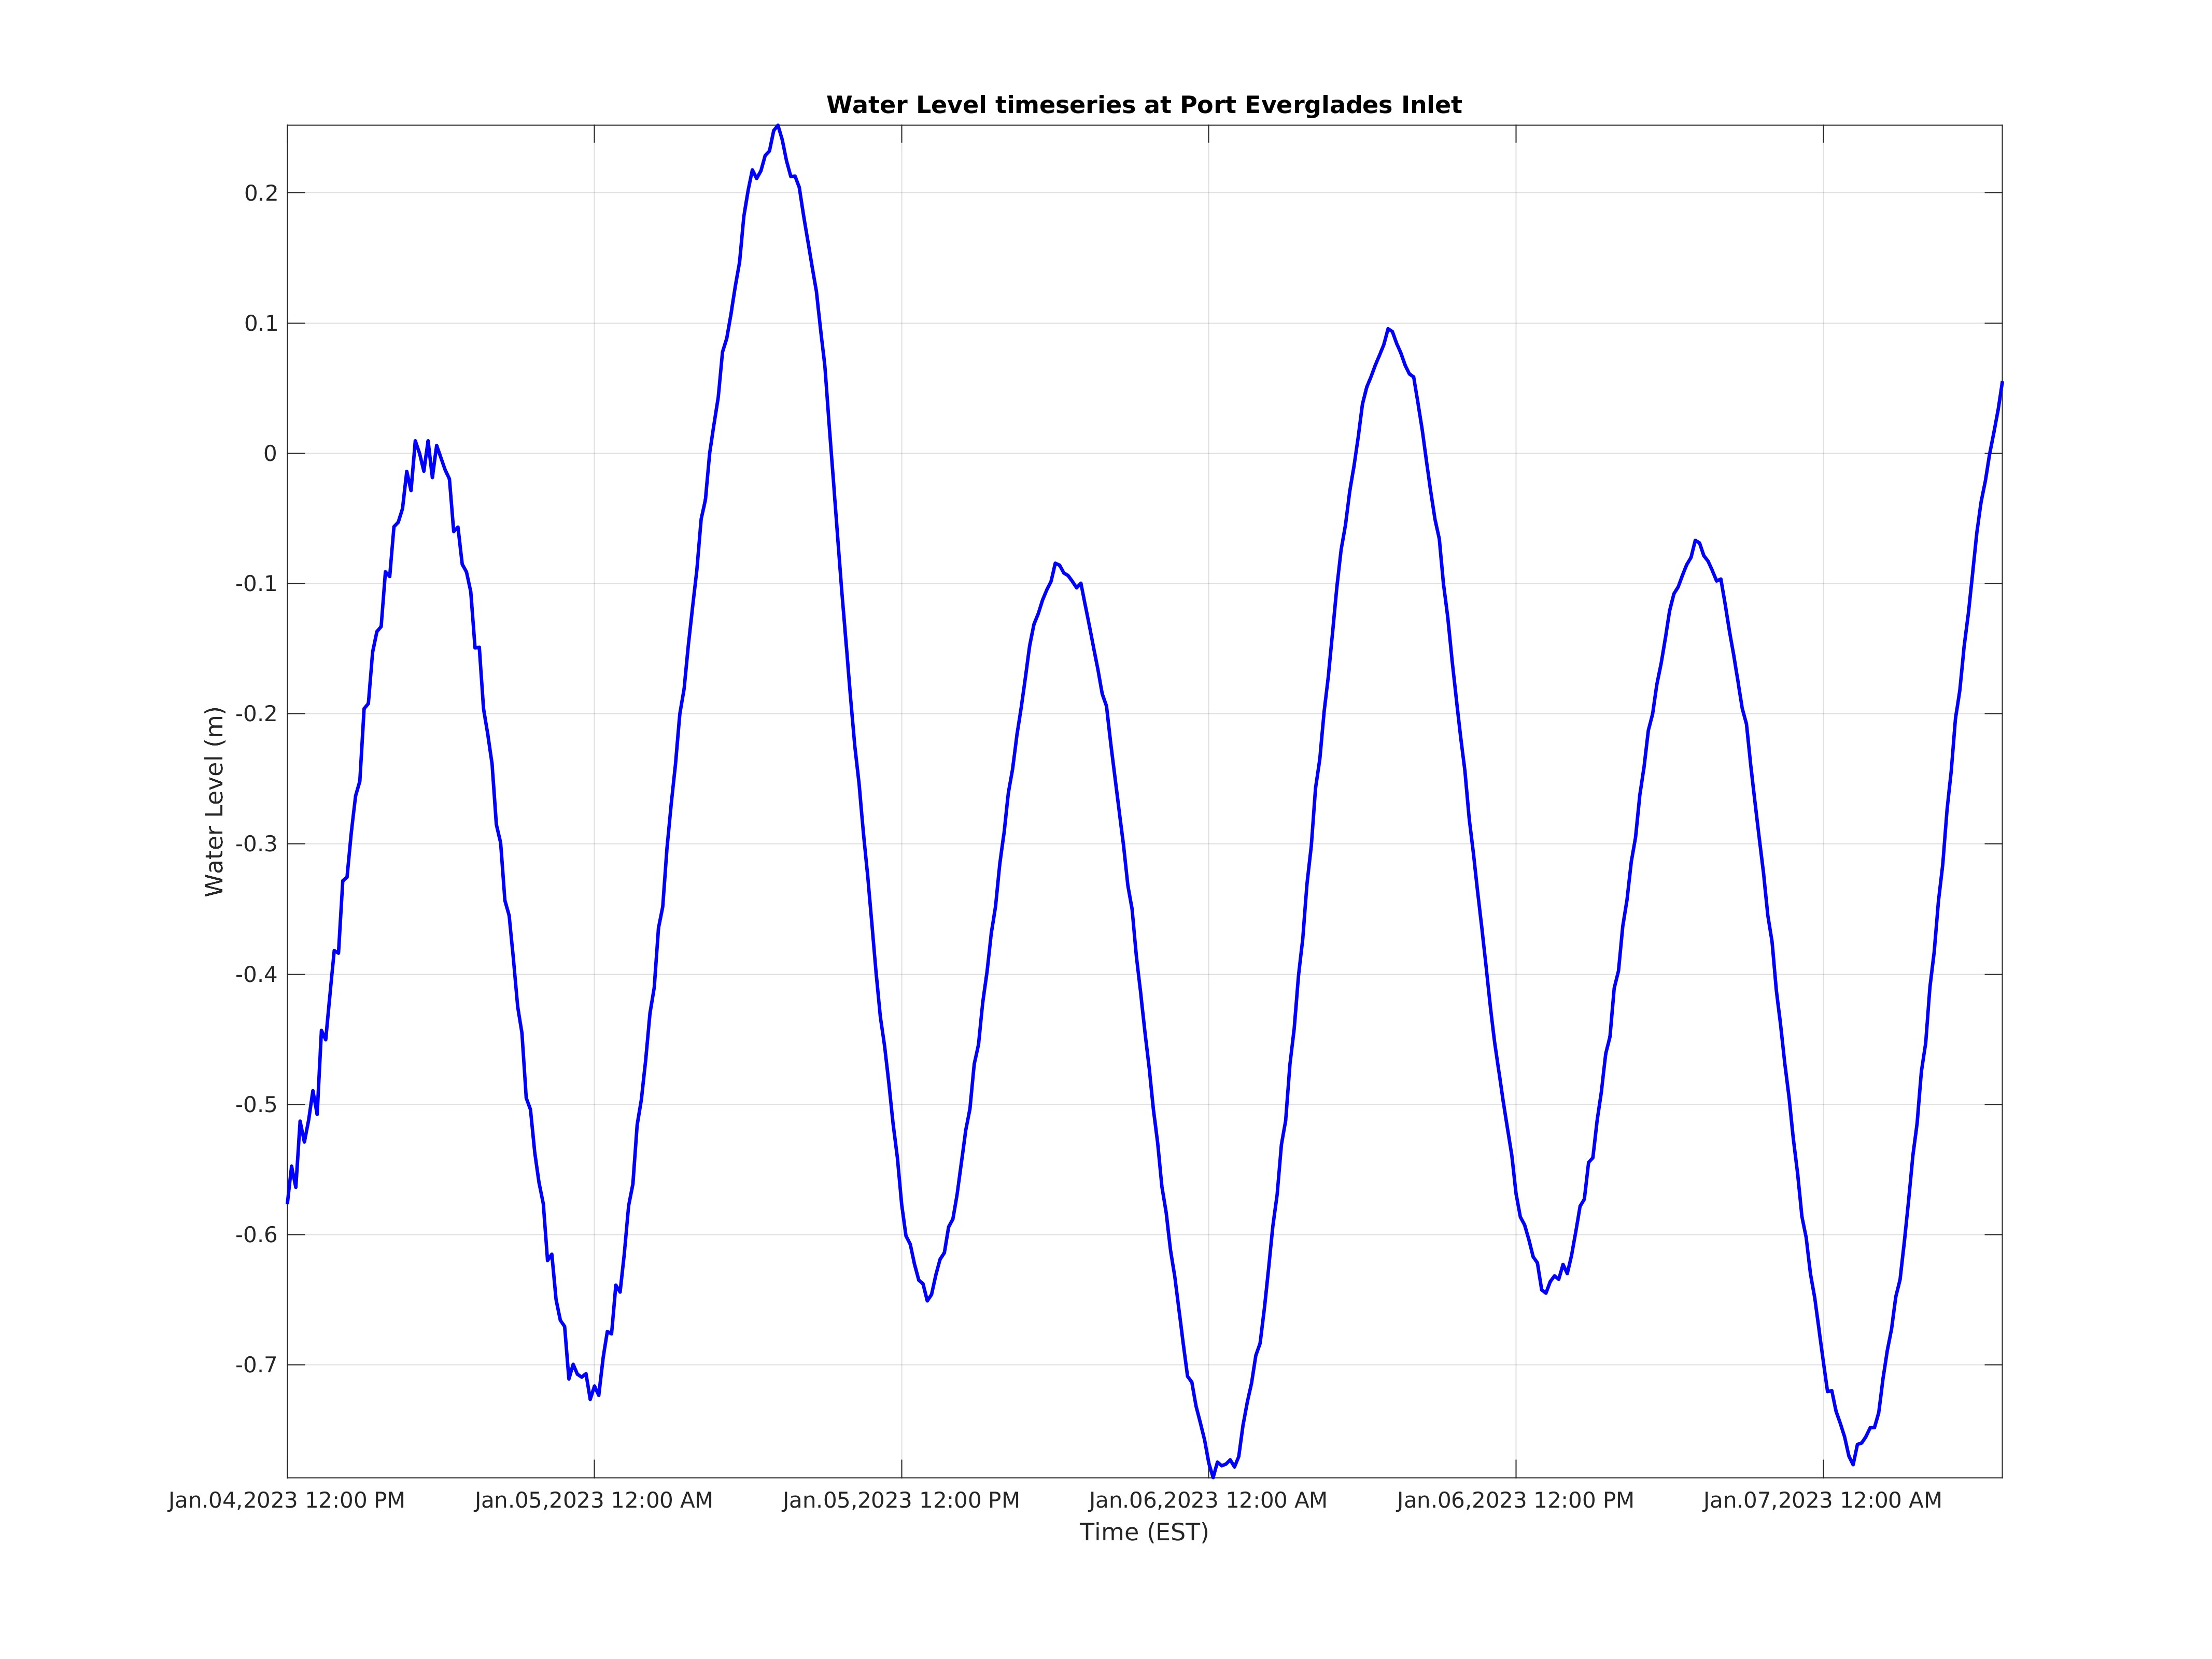 Water Level timeseries at Port Everglades Inlet
0.2
0.1
0
-0.1
-0.2
-0.3
-0.4
-0.5
-0.6
-0.7
Water Level (m)
Jan.04,2023 12:00 PM
Jan.05,2023 12:00 AM
Jan.05,2023 12:00 PM
Jan.06,2023 12:00 AM
Jan.06,2023 12:00 PM
Jan.07,2023 12:00 AM
Time (EST)